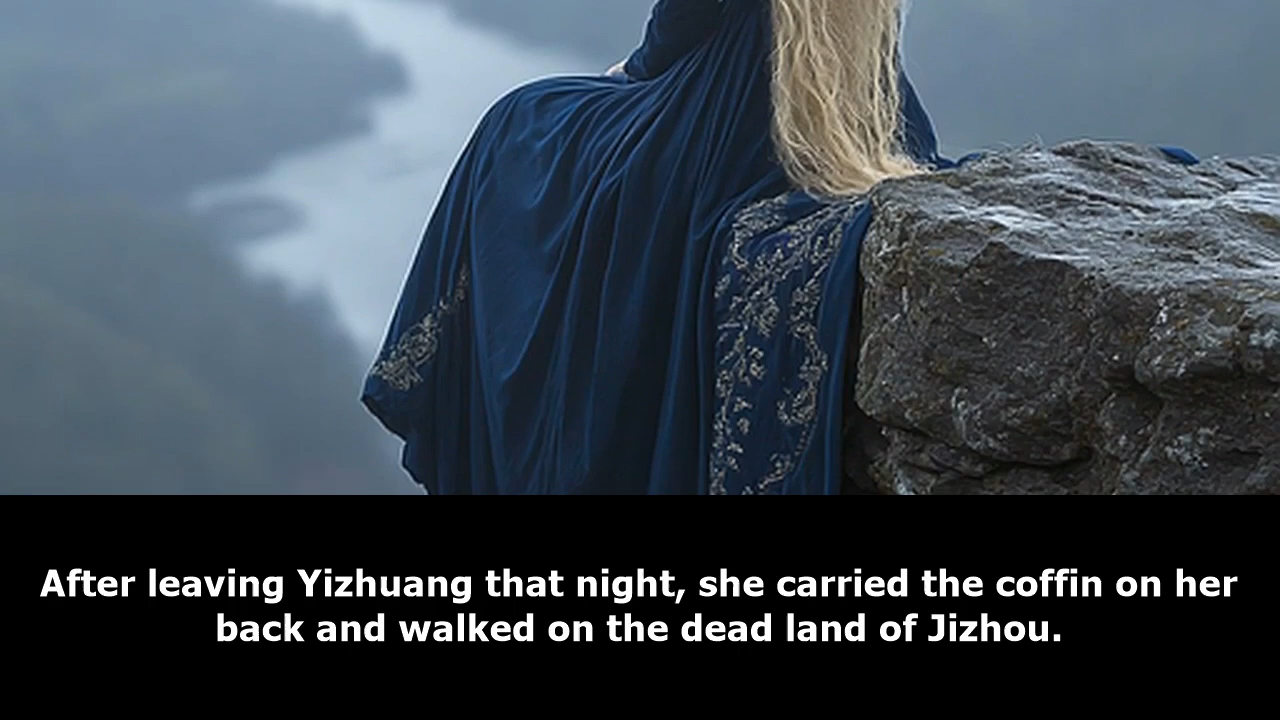 After leaving Yizhuang that night, she carried the coffin on her
back and walked on the dead land of Jizhou.